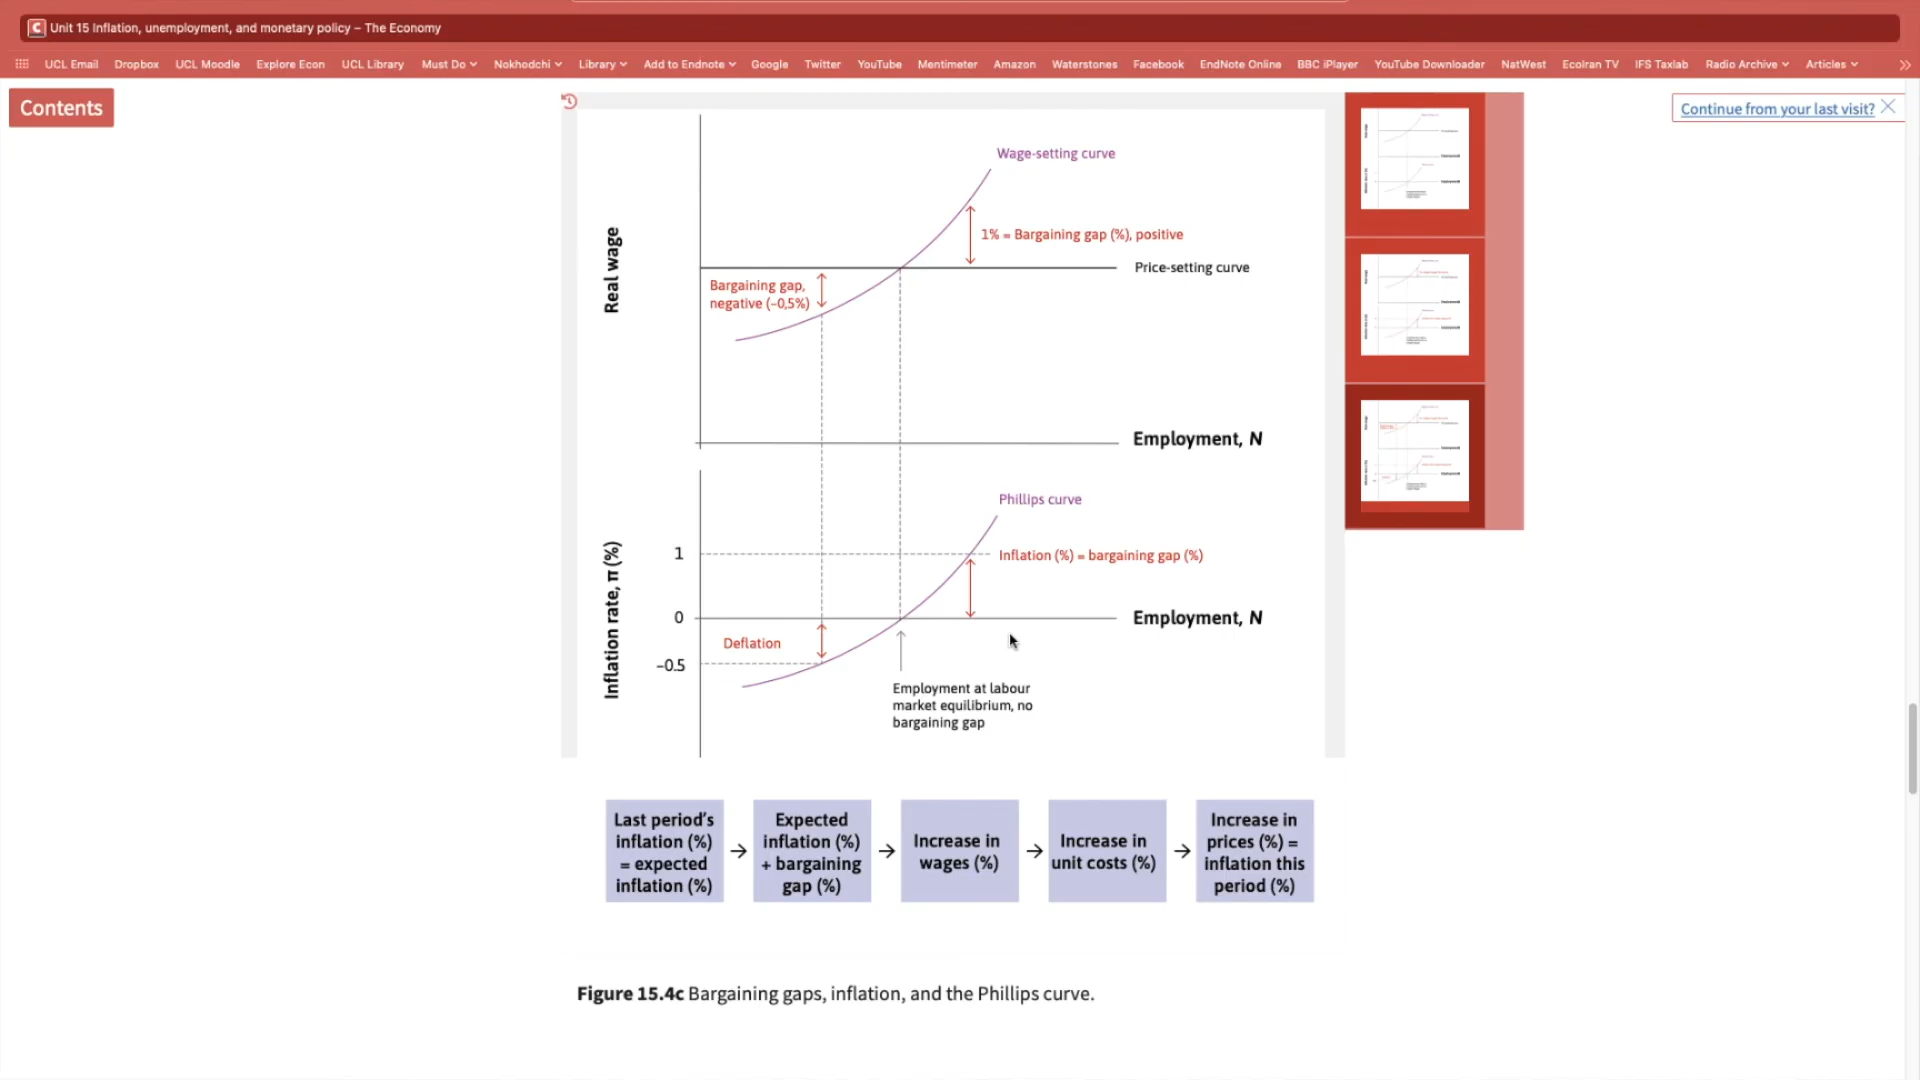 Unit 15 Inflation, unemployment, and monetary policy – The Economy
UCL Email Dropbox UCL Moodle Explore Econ UCL Library Must Do Nokhodchi Library Add to Endnote Google Twitter YouTube Mentimeter Amazon Waterstones Facebook EndNote Online BBC iPlayer YouTube Downloader NatWest EcoIran TV IFS Taxlab Radio Archive Articles
Contents
Continue from your last visit?
Wage-setting curve
1% = Bargaining gap (%), positive
Price-setting curve
Bargaining gap,
negative (–0,5%)
Real wage
Employment, N
Phillips curve
1
Inflation (%) = bargaining gap (%)
Inflation rate, π (%)
0
Employment, N
Deflation
–0.5
Employment at labour
market equilibrium, no
bargaining gap
Last period's
inflation (%)
= expected
inflation (%)
Expected
inflation (%)
+ bargaining
gap (%)
Increase in
wages (%)
Increase in
unit costs (%)
Increase in
prices (%) =
inflation this
period (%)
Figure 15.4c Bargaining gaps, inflation, and the Phillips curve.